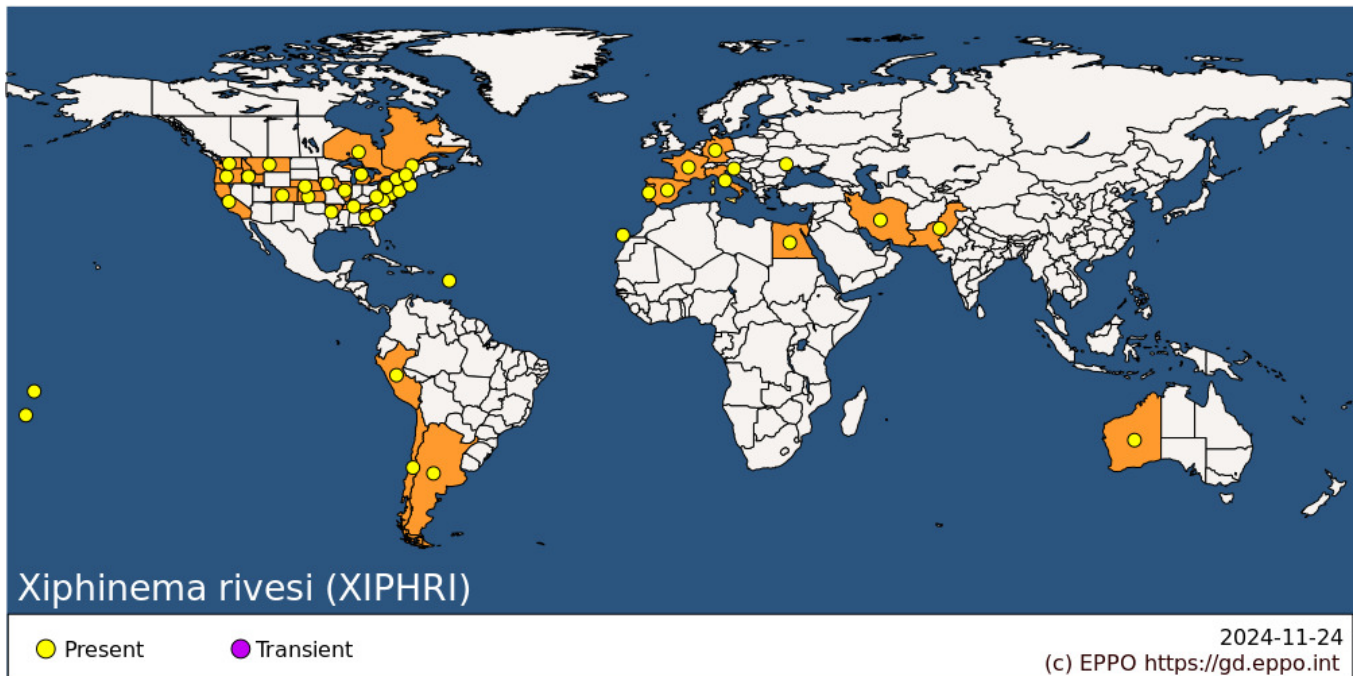 Xiphinema rivesi (XIPHRI)
Present
Transient
2024-11-24
(c) EPPO https://gd.eppo.int